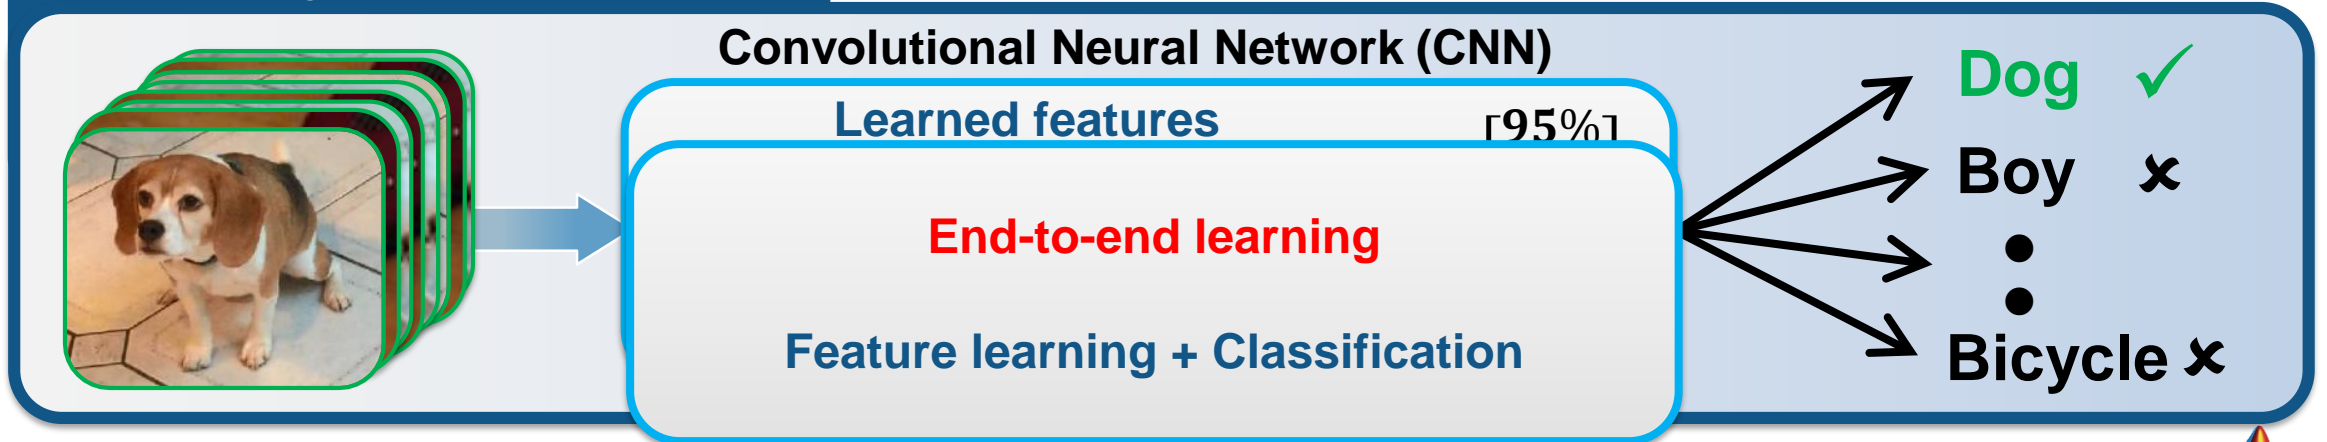 Convolutional Neural Network (CNN)
Learned features
[95%]
End-to-end learning
Feature learning + Classification
Dog ✓
Boy ✘
•
•
Bicycle ✘